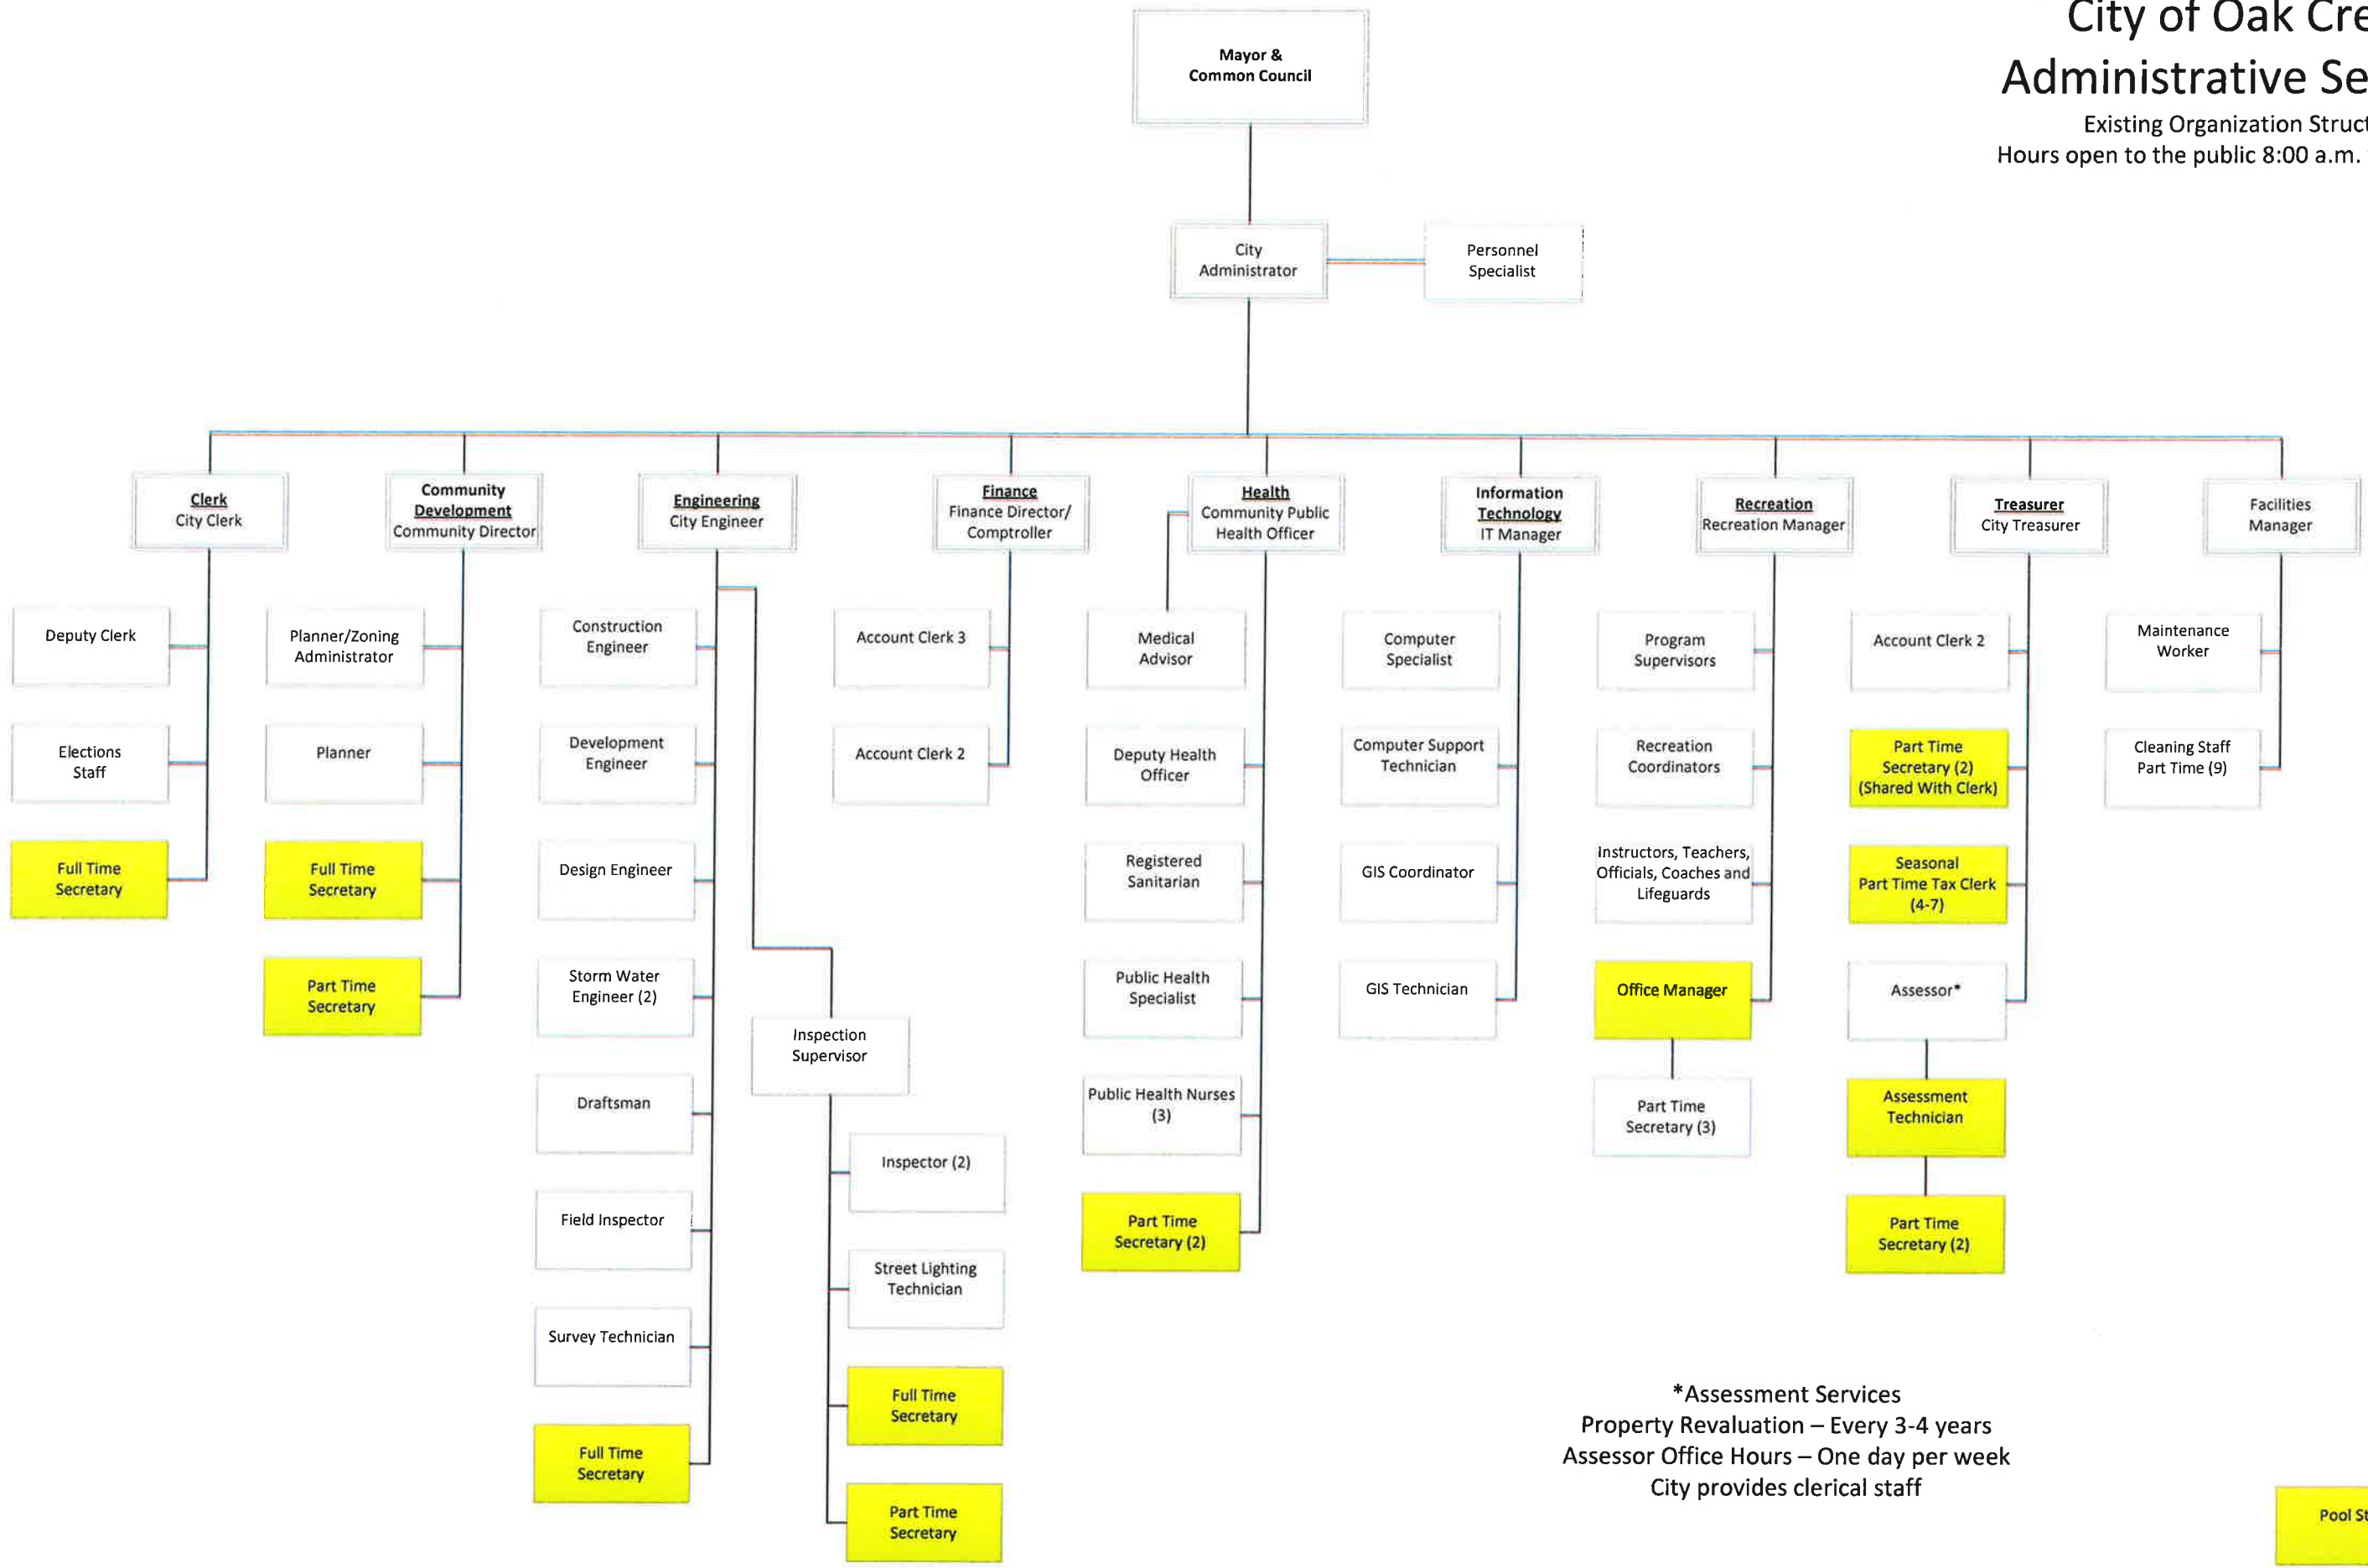 City of Oak Cre
Administrative Se
Existing Organization Struct
Hours open to the public 8:00 a.m.
Mayor &
Common Council
City
Administrator
Personnel
Specialist
Clerk
City Clerk
Community
Development
Community Director
Engineering
City Engineer
Finance
Finance Director/
Comptroller
Health
Community Public
Health Officer
Information
Technology
IT Manager
Recreation
Recreation Manager
Treasurer
City Treasurer
Facilities
Manager
Deputy Clerk
Elections
Staff
Full Time
Secretary
Planner/Zoning
Administrator
Planner
Full Time
Secretary
Part Time
Secretary
Construction
Engineer
Development
Engineer
Design Engineer
Storm Water
Engineer (2)
Draftsman
Field Inspector
Survey Technician
Full Time
Secretary
Inspection
Supervisor
Inspector (2)
Street Lighting
Technician
Full Time
Secretary
Part Time
Secretary
Account Clerk 3
Account Clerk 2
Medical
Advisor
Deputy Health
Officer
Registered
Sanitarian
Public Health
Specialist
Public Health Nurses
(3)
Part Time
Secretary (2)
Computer
Specialist
Computer Support
Technician
GIS Coordinator
GIS Technician
Program
Supervisors
Recreation
Coordinators
Instructors, Teachers,
Officials, Coaches and
Lifeguards
Office Manager
Part Time
Secretary (3)
Account Clerk 2
Part Time
Secretary (2)
(Shared With Clerk)
Seasonal
Part Time Tax Clerk
(4-7)
Assessor*
Assessment
Technician
Part Time
Secretary (2)
Maintenance
Worker
Cleaning Staff
Part Time (9)
*Assessment Services
Property Revaluation – Every 3-4 years
Assessor Office Hours – One day per week
City provides clerical staff
Pool St